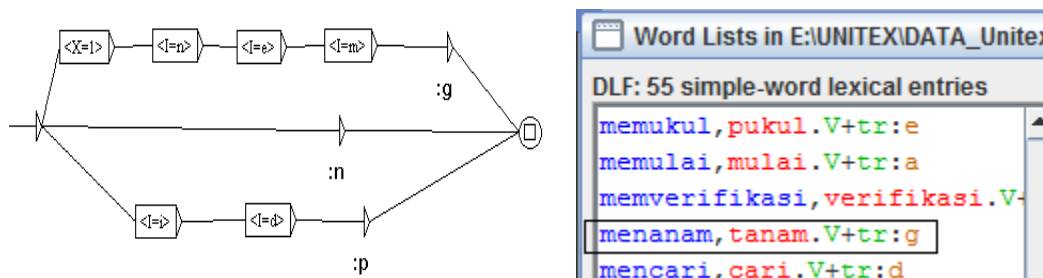 <X=1> <I=n> <I=e> <I=m>
:g
:n
<I=i> <I=d>
:p
Word Lists in E:\UNITEX\DATA_Unitex
DLF: 55 simple-word lexical entries
memukul,pukul.V+tr:e
memulai,mulai.V+tr:a
memverifikasi,verifikasi.V+
menanam,tanam.V+tr:g
mencari,cari.V+tr:d